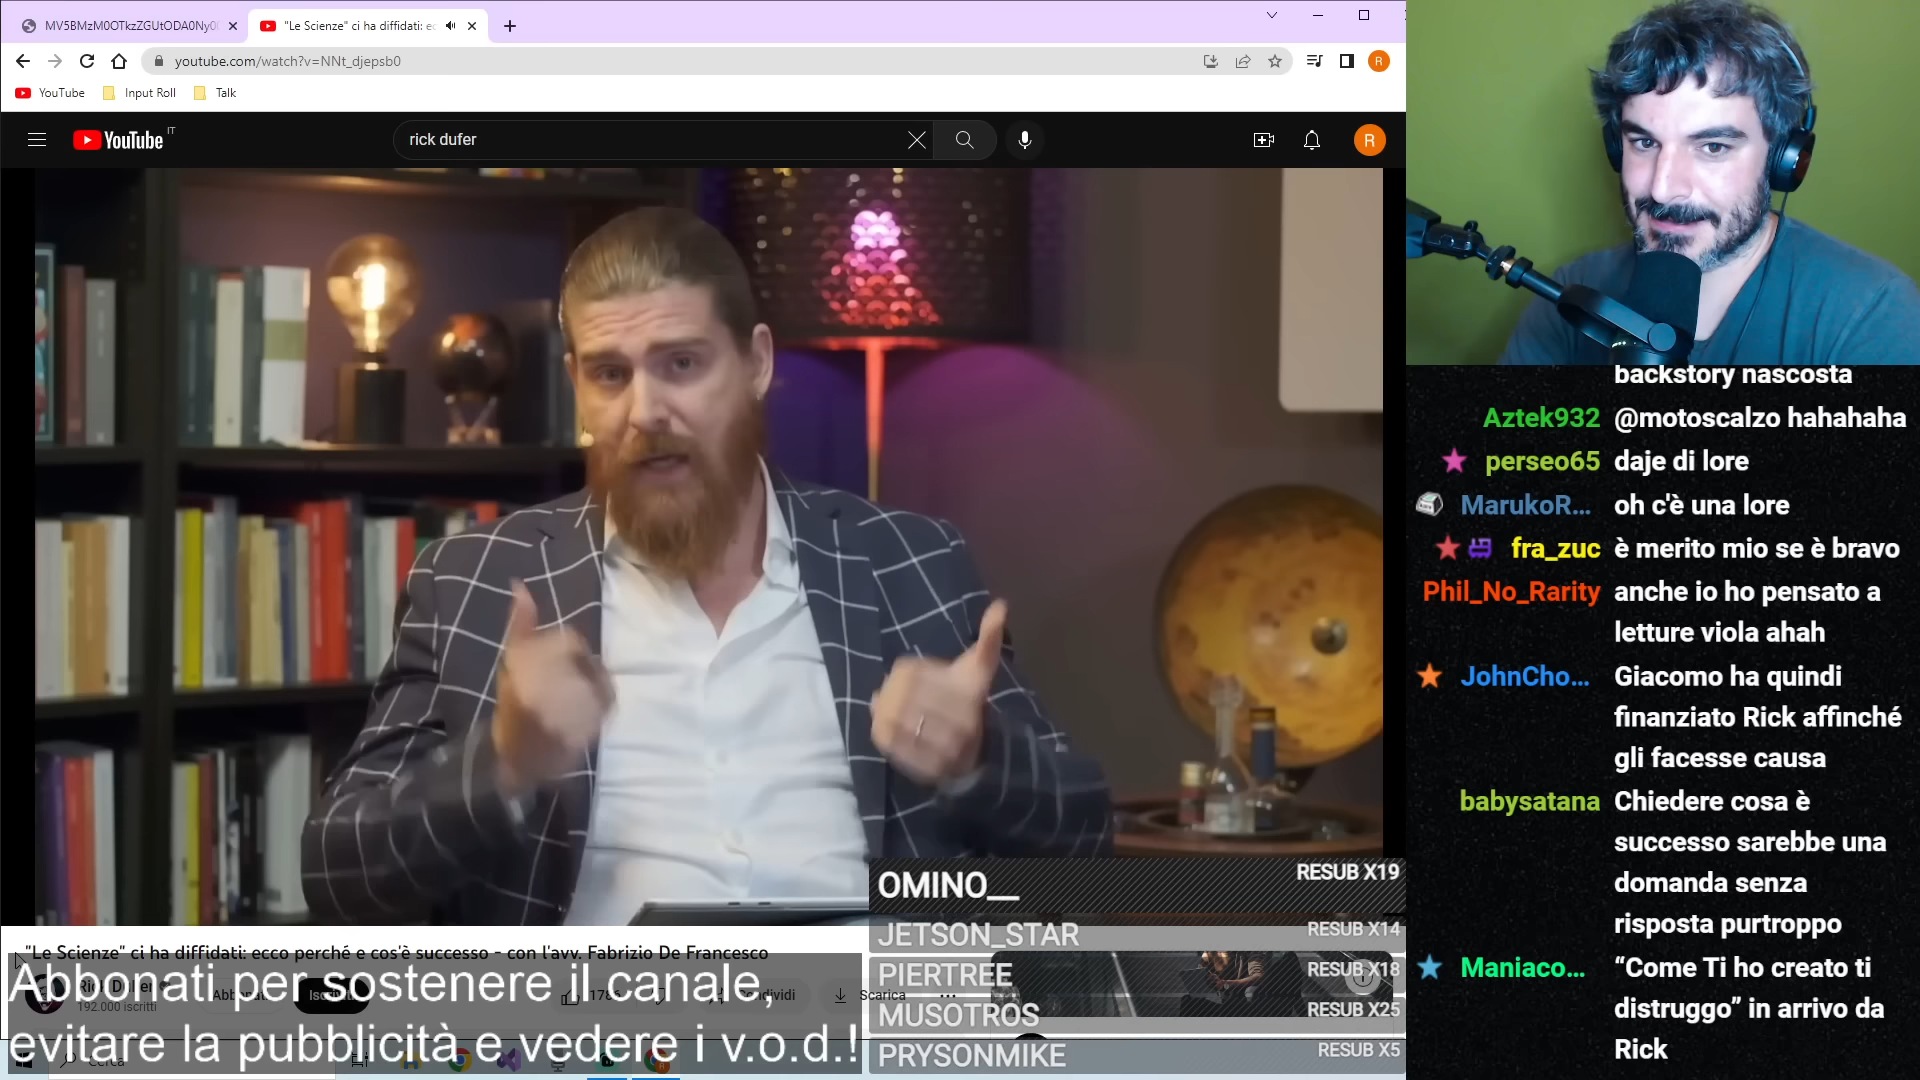 "Le Scienze" ci ha diffidati: ec
youtube.com/watch?v=NNt_djepsb0
YouTube
Input Roll
Talk
YouTube IT
rick dufer
R
R
"Le Scienze" ci ha diffidati: ecco perché e cos'è successo - con l'avv. Fabrizio De Francesco
192.000 iscritti
Scarica
Abbonati per sostenere il canale,
evitare la pubblicità e vedere i v.o.d.!
Cerca
OMINO__ RESUB X19
JETSON_STAR RESUB X14
PIERTREE RESUB X18
MUSOTROS RESUB X25
PRYSONMIKE RESUB X5
backstory nascosta
Aztek932 @motoscalzo hahahaha
perseo65 daje di lore
MarukoR... oh c'è una lore
fra_zuc è merito mio se è bravo
Phil_No_Rarity anche io ho pensato a
letture viola ahah
JohnCho... Giacomo ha quindi
finanziato Rick affinché
gli facesse causa
babysatana Chiedere cosa è
successo sarebbe una
domanda senza
risposta purtroppo
Maniaco... “Come Ti ho creato ti
distruggo” in arrivo da
Rick